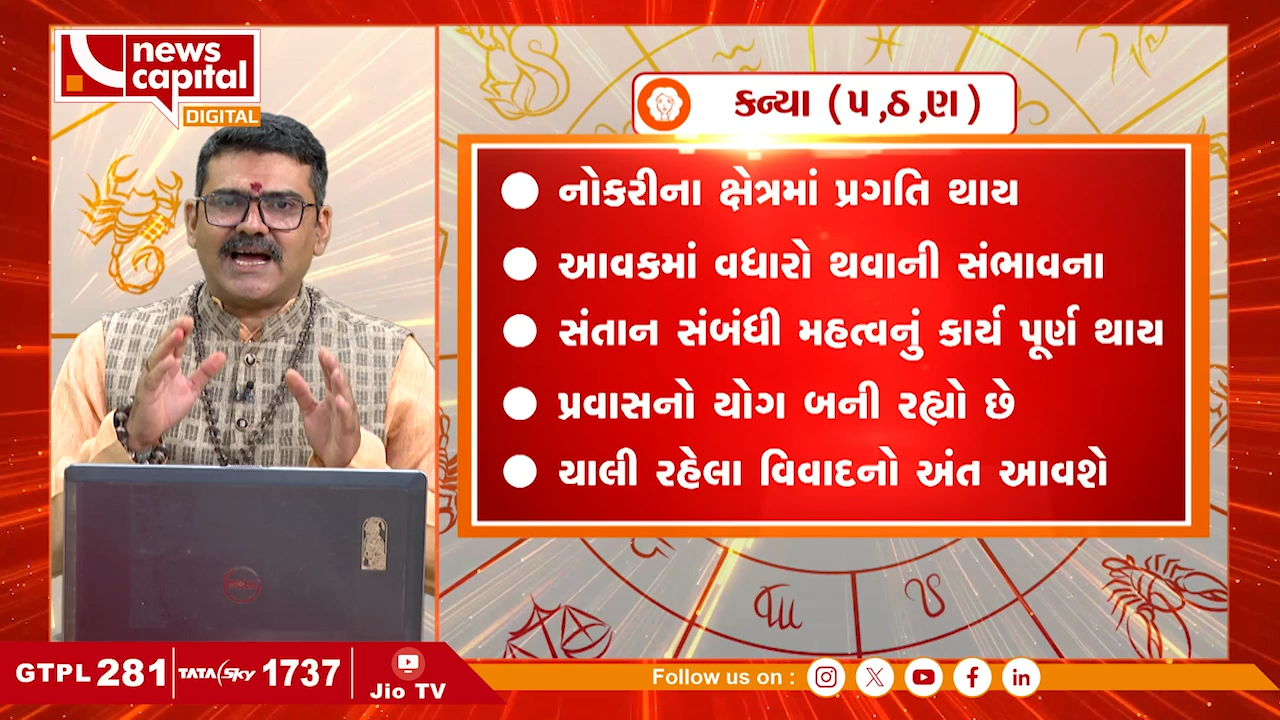 news
capital
DIGITAL
કન્યા (પ,ઠ,ણ)
નોકરીના ક્ષેત્રમાં પ્રગતિ થાય
આવકમાં વધારો થવાની સંભાવના
સંતાન સંબંધી મહત્વનું કાર્ય પૂર્ણ થાય
પ્રવાસનો યોગ બની રહ્યો છે
ચાલી રહેલા વિવાદનો અંત આવશે
GTPL 281 TATA Sky 1737 Jio TV
Follow us on :